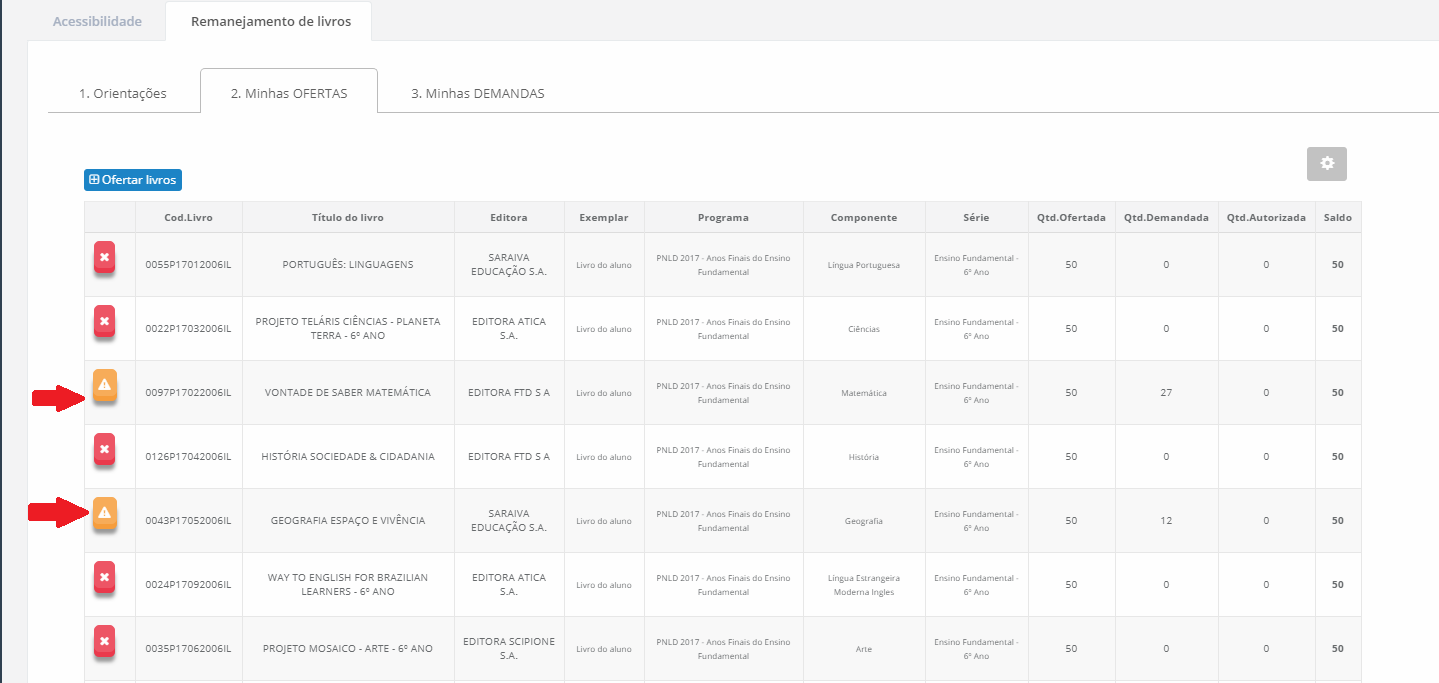 Acessibilidade
Remanejamento de livros
1. Orientações
2. Minhas OFERTAS
3. Minhas DEMANDAS
Ofertar livros
Cod.Livro Título do livro Editora Exemplar Programa Componente Série Qtd.Ofertada Qtd.Demandada Qtd.Autorizada Saldo
0055P17012006IL PORTUGUÊS: LINGUAGENS SARAIVA EDUCAÇÃO S.A. Livro do aluno PNLD 2017 - Anos Finais do Ensino Fundamental Língua Portuguesa Ensino Fundamental - 6º Ano 50 0 0 50
0022P17032006IL PROJETO TELÁRIS CIÊNCIAS - PLANETA TERRA - 6º ANO EDITORA ATICA S.A. Livro do aluno PNLD 2017 - Anos Finais do Ensino Fundamental Ciências Ensino Fundamental - 6º Ano 50 0 0 50
0097P17022006IL VONTADE DE SABER MATEMÁTICA EDITORA FTD S A Livro do aluno PNLD 2017 - Anos Finais do Ensino Fundamental Matemática Ensino Fundamental - 6º Ano 50 27 0 50
0126P17042006IL HISTÓRIA SOCIEDADE & CIDADANIA EDITORA FTD S A Livro do aluno PNLD 2017 - Anos Finais do Ensino Fundamental História Ensino Fundamental - 6º Ano 50 0 0 50
0043P17052006IL GEOGRAFIA ESPAÇO E VIVÊNCIA SARAIVA EDUCAÇÃO S.A. Livro do aluno PNLD 2017 - Anos Finais do Ensino Fundamental Geografia Ensino Fundamental - 6º Ano 50 12 0 50
0024P17092006IL WAY TO ENGLISH FOR BRAZILIAN LEARNERS - 6º ANO EDITORA ATICA S.A. Livro do aluno PNLD 2017 - Anos Finais do Ensino Fundamental Língua Estrangeira Moderna Ingles Ensino Fundamental - 6º Ano 50 0 0 50
0035P17062006IL PROJETO MOSAICO - ARTE - 6º ANO EDITORA SCIPIONE S.A. Livro do aluno PNLD 2017 - Anos Finais do Ensino Fundamental Arte Ensino Fundamental - 6º Ano 50 0 0 50